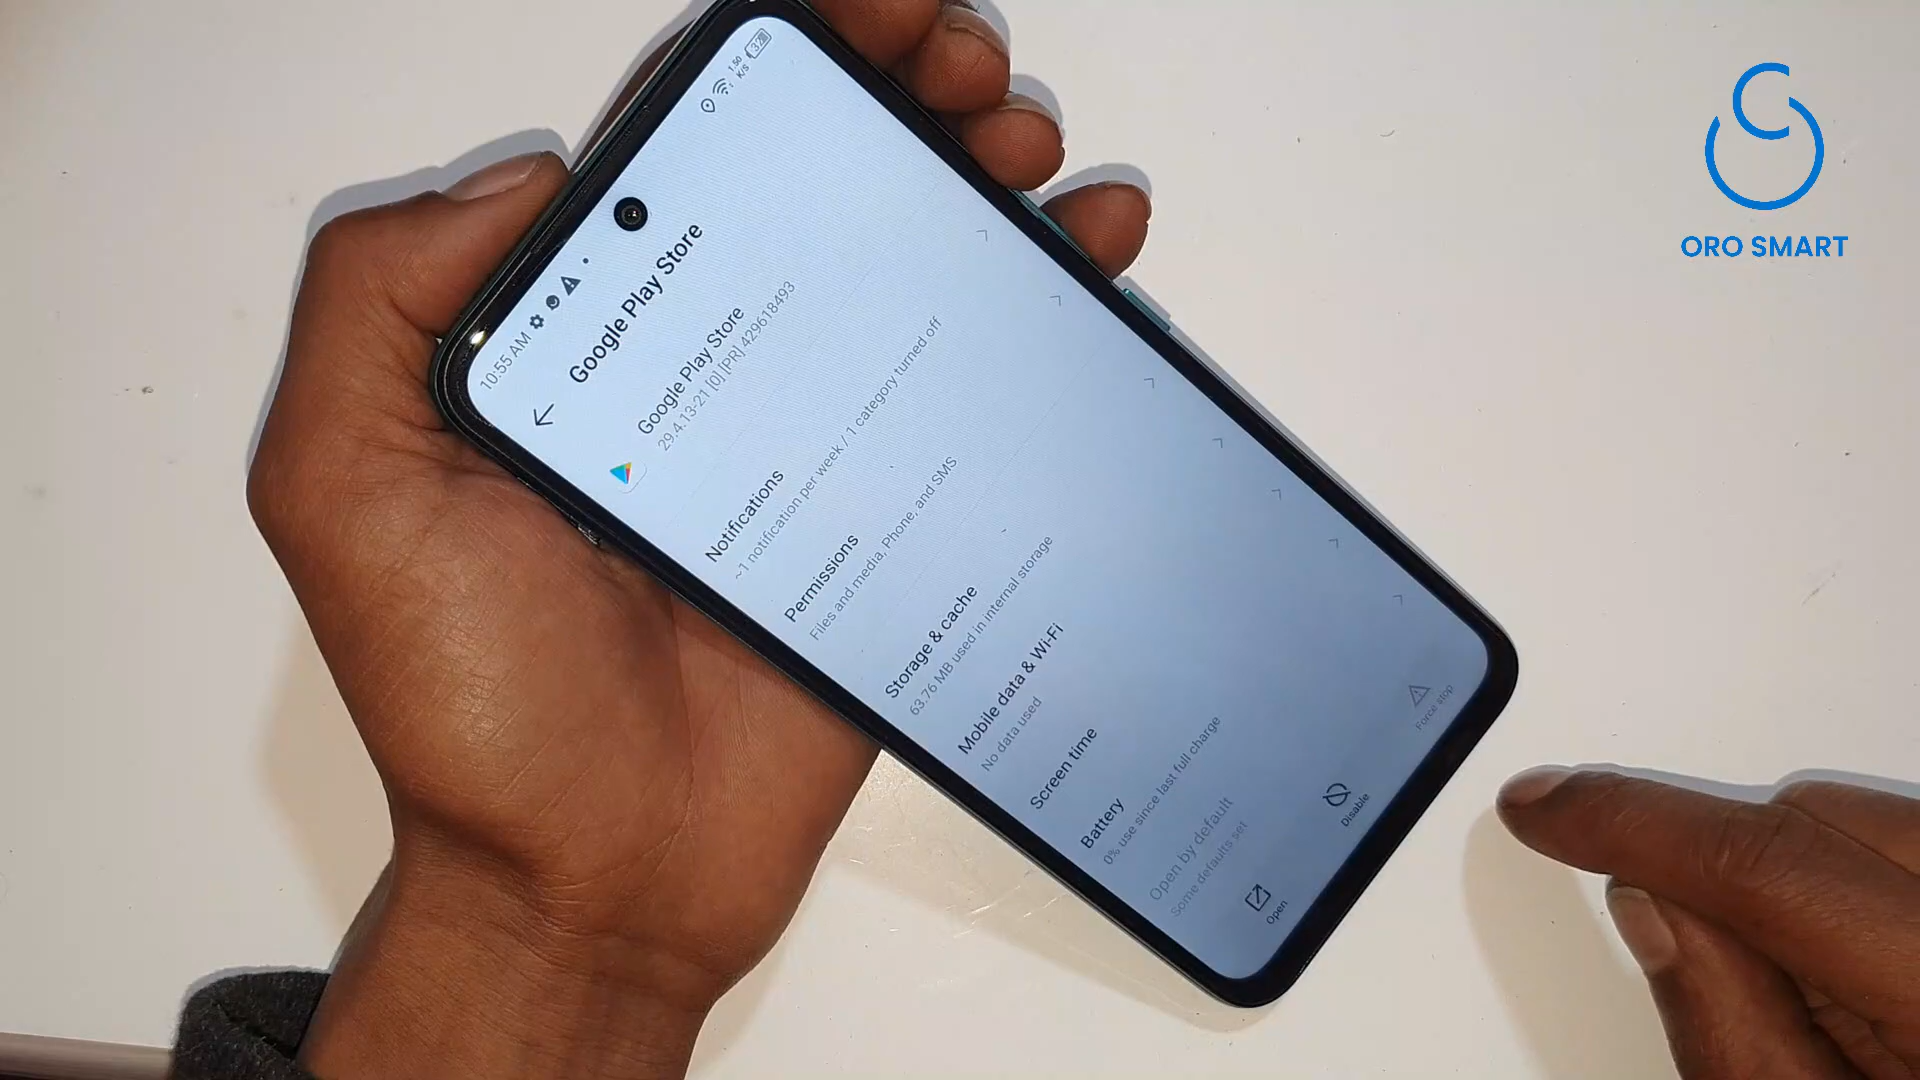 10:55 AM
1.50
K/S
32
Google Play Store
Google Play Store
29.4.13-21 [0] [PR] 429618493
Notifications
~1 notification per week / 1 category turned off
Permissions
Files and media, Phone, and SMS
Storage & cache
63.76 MB used in internal storage
Mobile data & Wi-Fi
No data used
Screen time
Battery
0% use since last full charge
Open by default
Some defaults set
Open
Disable
Force stop
ORO SMART